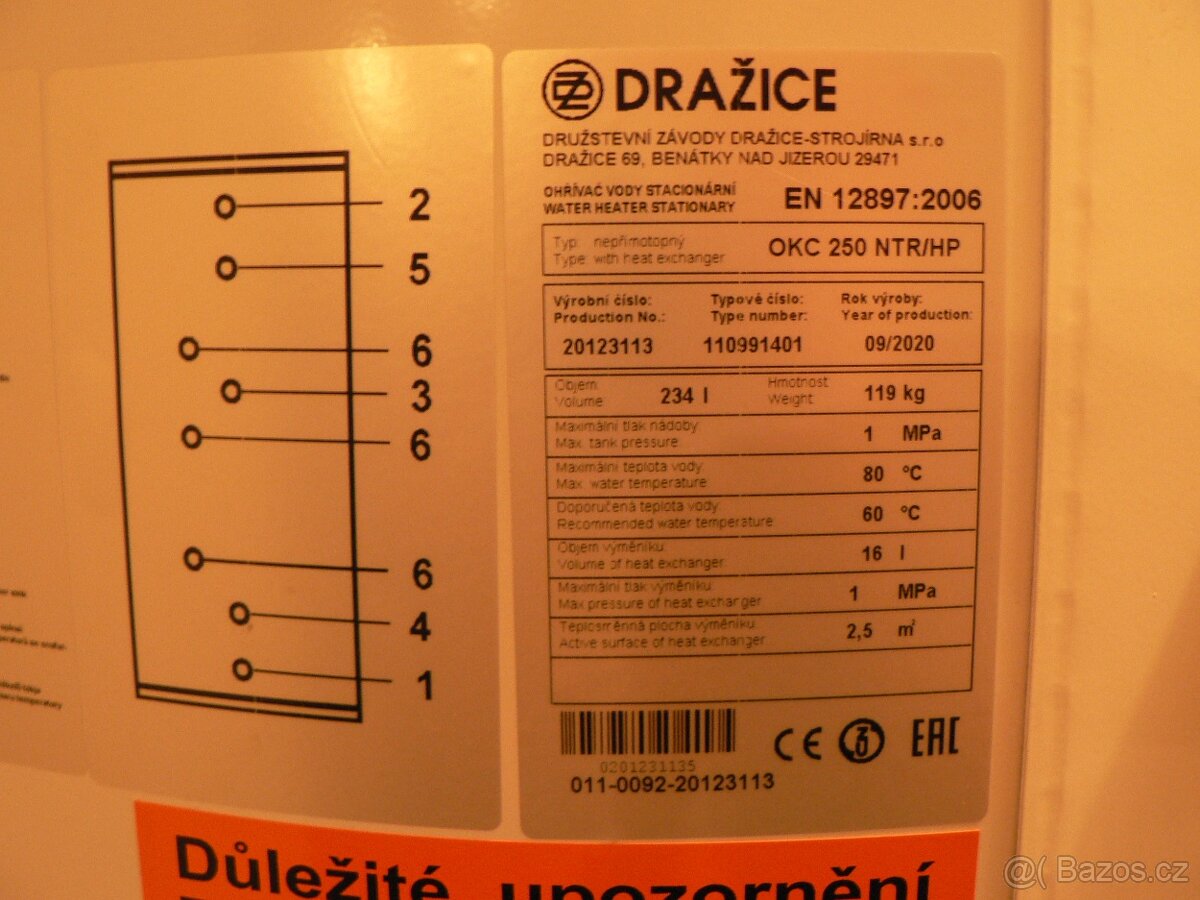 2
5
6
3
6
6
4
1
DRAŽICE
DRUŽSTEVNÍ ZÁVODY DRAŽICE-STROJÍRNA s.r.o
DRAŽICE 69, BENÁTKY NAD JIZEROU 29471
OHŘÍVAČ VODY STACIONÁRNÍ
WATER HEATER STATIONARY
EN 12897:2006
Typ: nepřímotopný
Type: with heat exchanger
OKC 250 NTR/HP
Výrobní číslo: Typové číslo: Rok výroby:
Production No.: Type number: Year of production:
20123113 110991401 09/2020
Objem Hmotnost
Volume 234 l Weight 119 kg
Maximální tlak nádoby
Max. tank pressure 1 MPa
Maximální teplota vody
Max. water temperature 80 °C
Doporučená teplota vody
Recommended water temperature 60 °C
Objem výměníku
Volume of heat exchanger 16 l
Maximální tlak výměníku
Max pressure of heat exchanger 1 MPa
Teplosměnná plocha výměníku
Active surface of heat exchanger 2,5 m²
0201231135
011-0092-20123113
CE EAC
Důležité upozornění
@( Bazos.cz